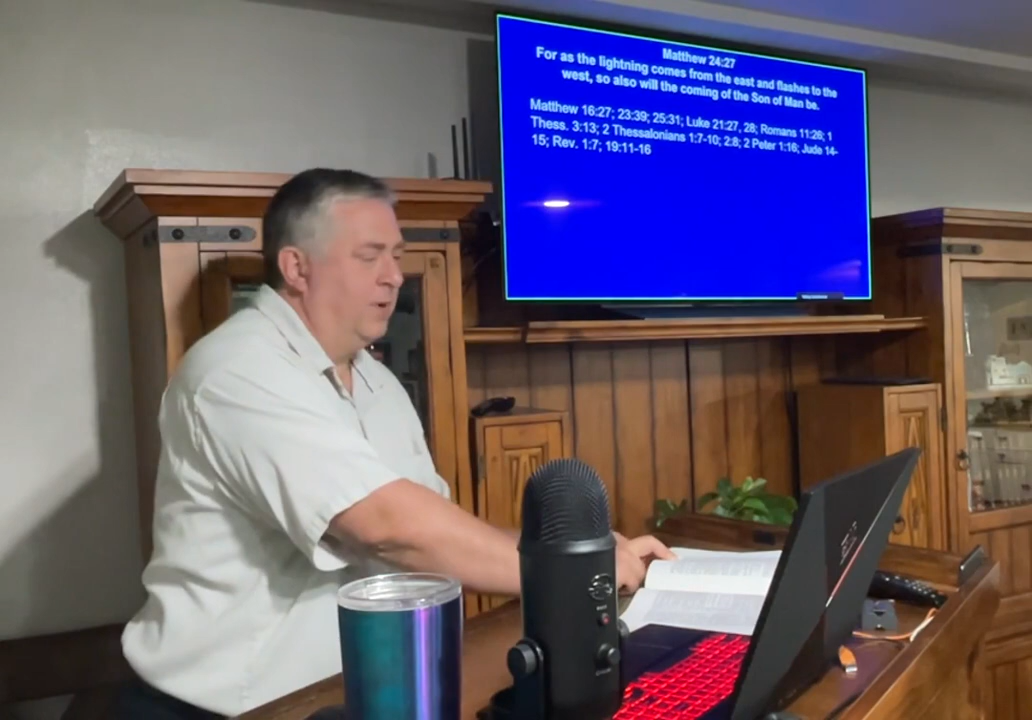 Matthew 24:27
For as the lightning comes from the east and flashes to the
west, so also will the coming of the Son of Man be.
Matthew 16:27; 23:39; 25:31; Luke 21:27, 28; Romans 11:26; 1
Thess. 3:13; 2 Thessalonians 1:7-10; 2:8; 2 Peter 1:16; Jude 14-
15; Rev. 1:7; 19:11-16